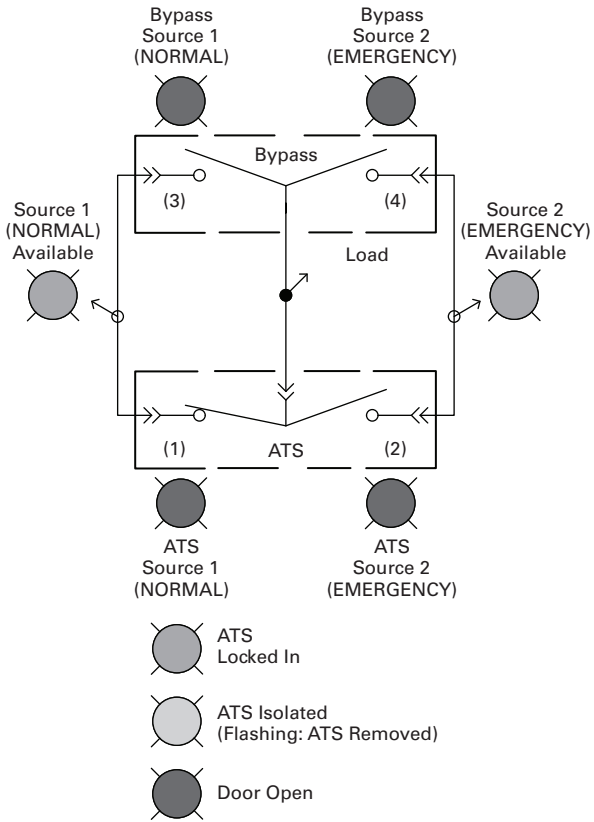 Bypass
Source 1
(NORMAL)
Bypass
Source 2
(EMERGENCY)
Bypass
(3)
(4)
Source 1
(NORMAL)
Available
Source 2
(EMERGENCY)
Available
Load
(1)
ATS
(2)
ATS
Source 1
(NORMAL)
ATS
Source 2
(EMERGENCY)
ATS
Locked In
ATS Isolated
(Flashing: ATS Removed)
Door Open